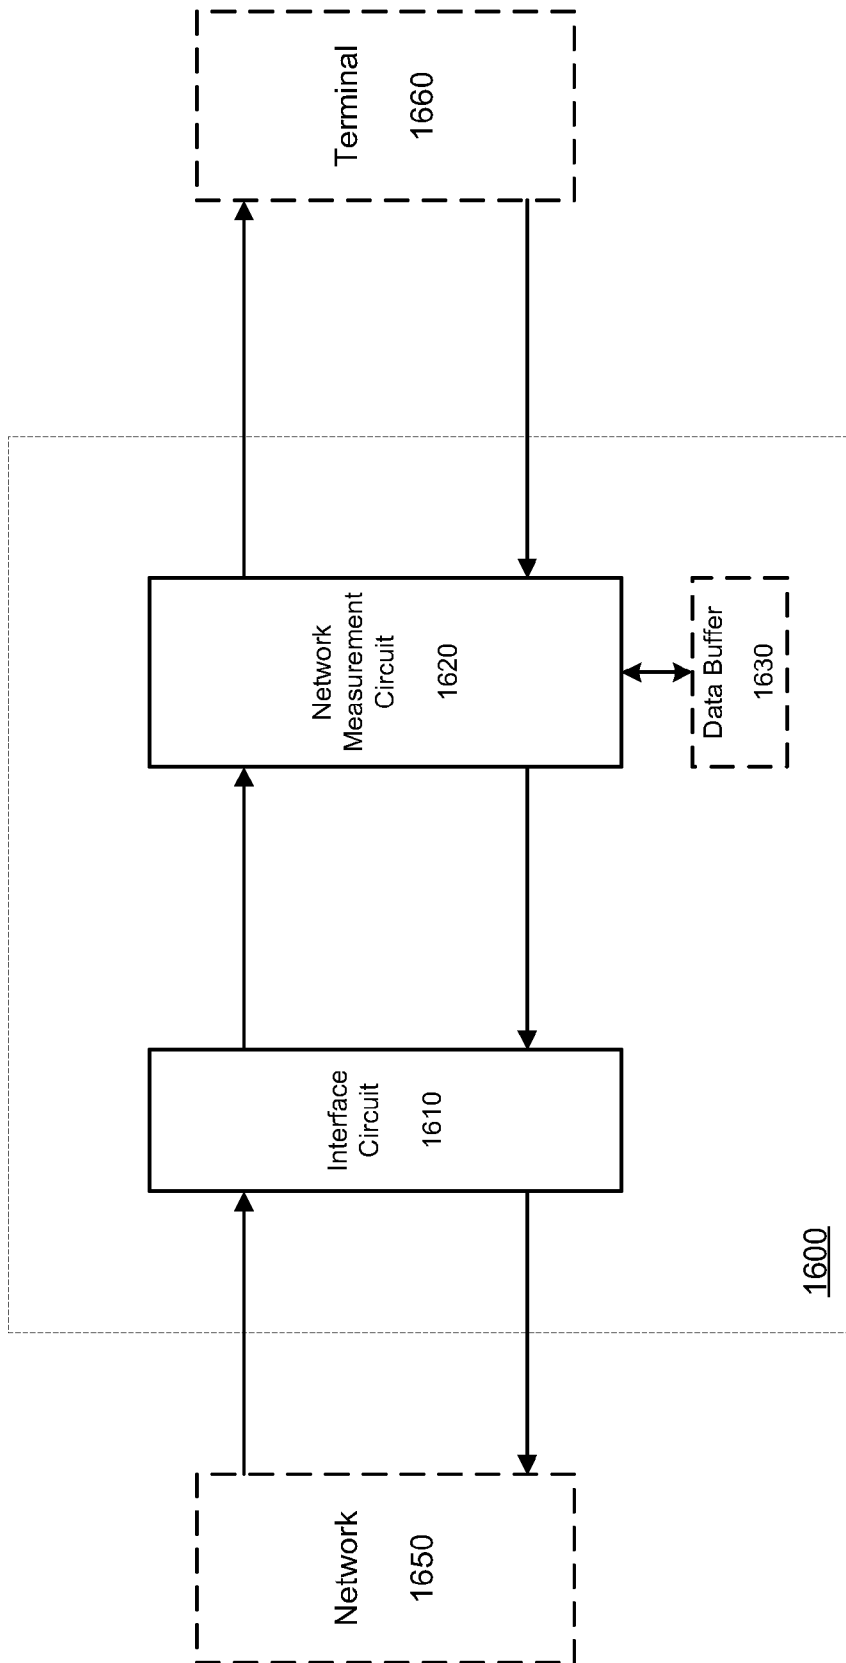 Network
1650
Interface
Circuit
1610
Network
Measurement
Circuit
1620
Data Buffer
1630
Terminal
1660
1600